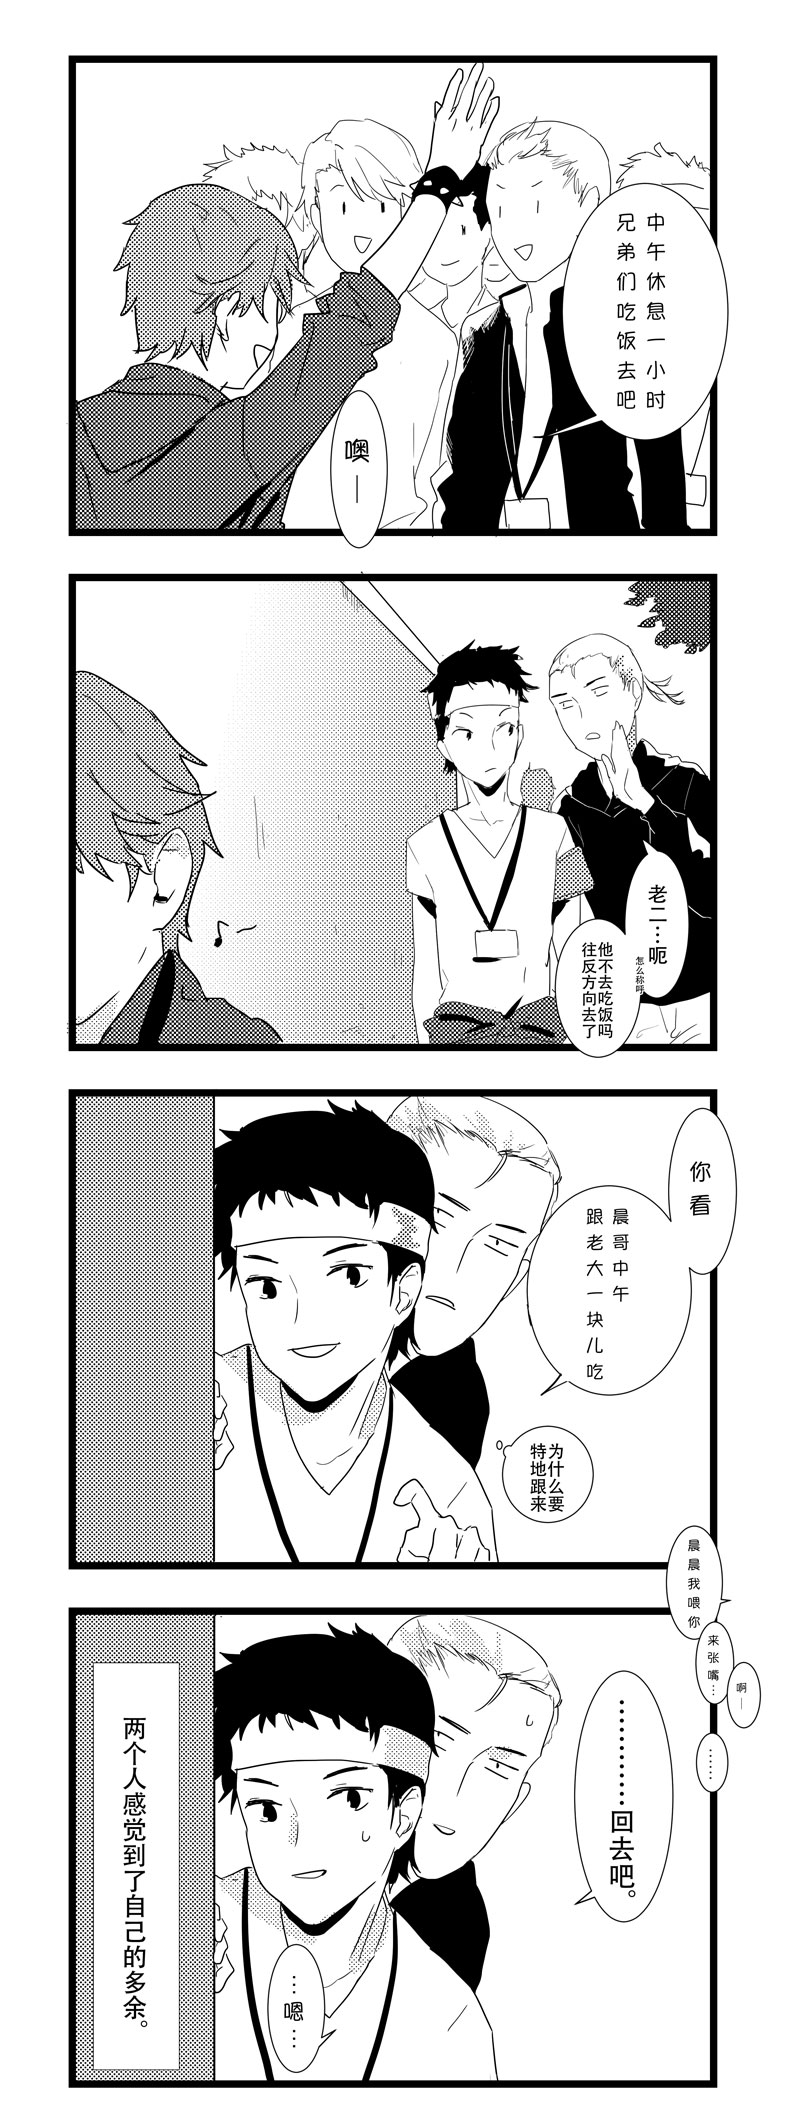 中午休息一小时
兄弟们吃饭去吧
噢—
老二…呃
怎么称呼
他不去吃饭吗
往反方向去了
你看
晨哥中午
跟老大一块儿吃
为什么要
特地跟来
晨晨我喂你
来张嘴…
啊—
……
…………回去吧。
…嗯…
两个人感觉到了自己的多余。